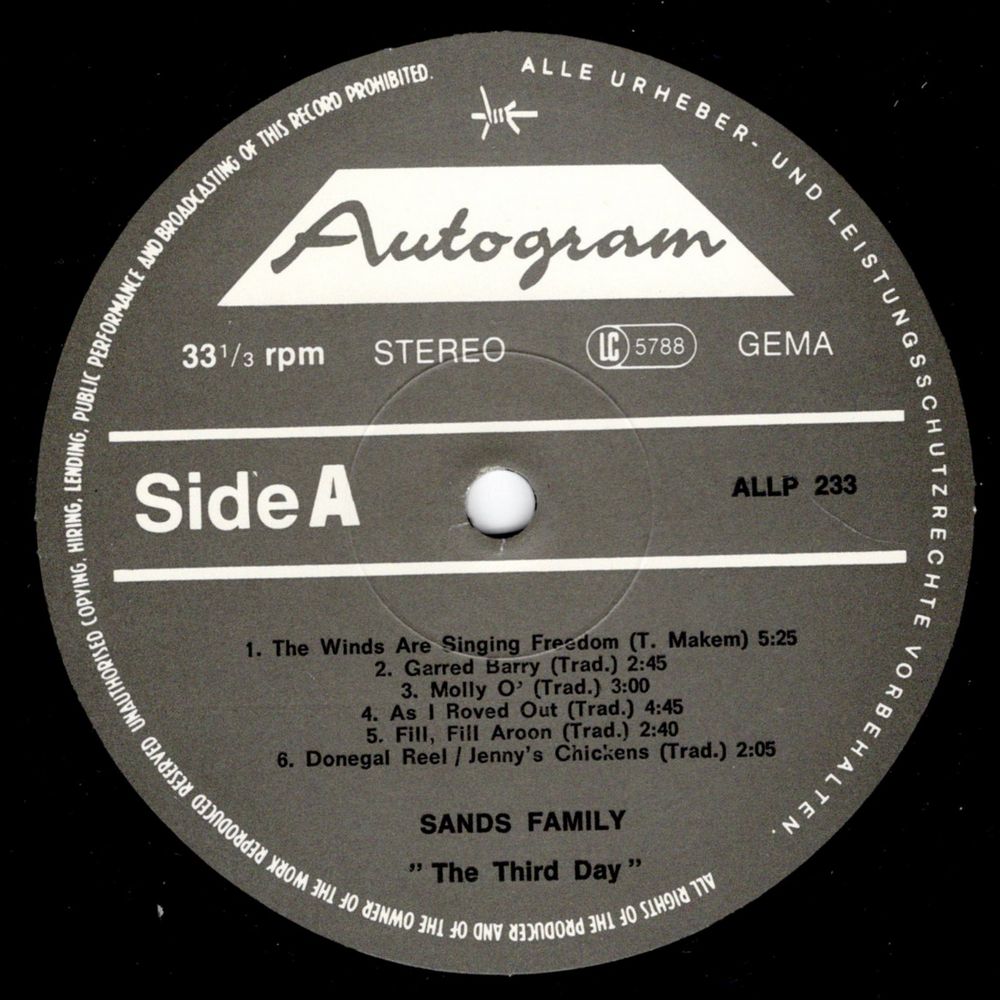 ALL RIGHTS OF THE PRODUCER AND OF THE OWNER OF THE WORK REPRODUCED RESERVED UNAUTHORISED COPYING, HIRING, LENDING, PUBLIC PERFORMANCE AND BROADCASTING OF THIS RECORD PROHIBITED.
ALLE URHEBER- UND LEISTUNGSSCHUTZRECHTE VORBEHALTEN.
Autogram
33 1/3 rpm STEREO LC 5788 GEMA
Side A ALLP 233
1. The Winds Are Singing Freedom (T. Makem) 5:25
2. Garred Barry (Trad.) 2:45
3. Molly O' (Trad.) 3:00
4. As I Roved Out (Trad.) 4:45
5. Fill, Fill Aroon (Trad.) 2:40
6. Donegal Reel / Jenny's Chickens (Trad.) 2:05
SANDS FAMILY
"The Third Day"